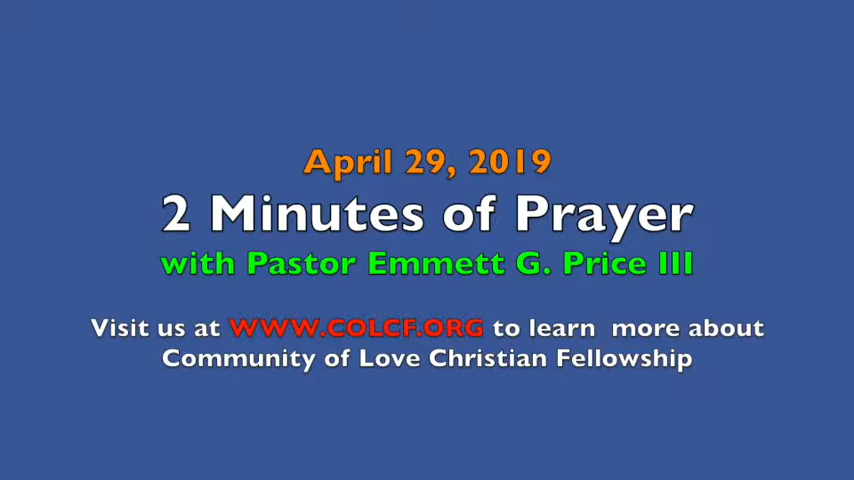 April 29, 2019
2 Minutes of Prayer
with Pastor Emmett G. Price III
Visit us at WWW.COLCF.ORG to learn more about
Community of Love Christian Fellowship